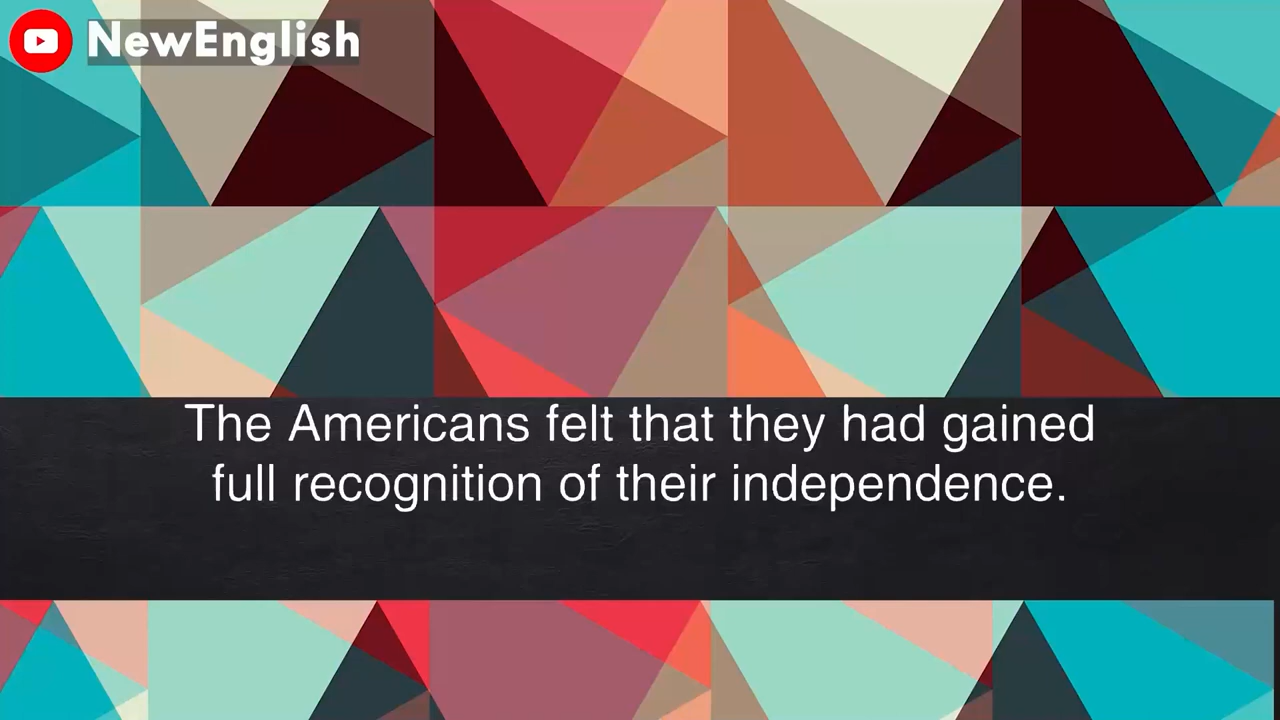 NewEnglish
The Americans felt that they had gained
full recognition of their independence.